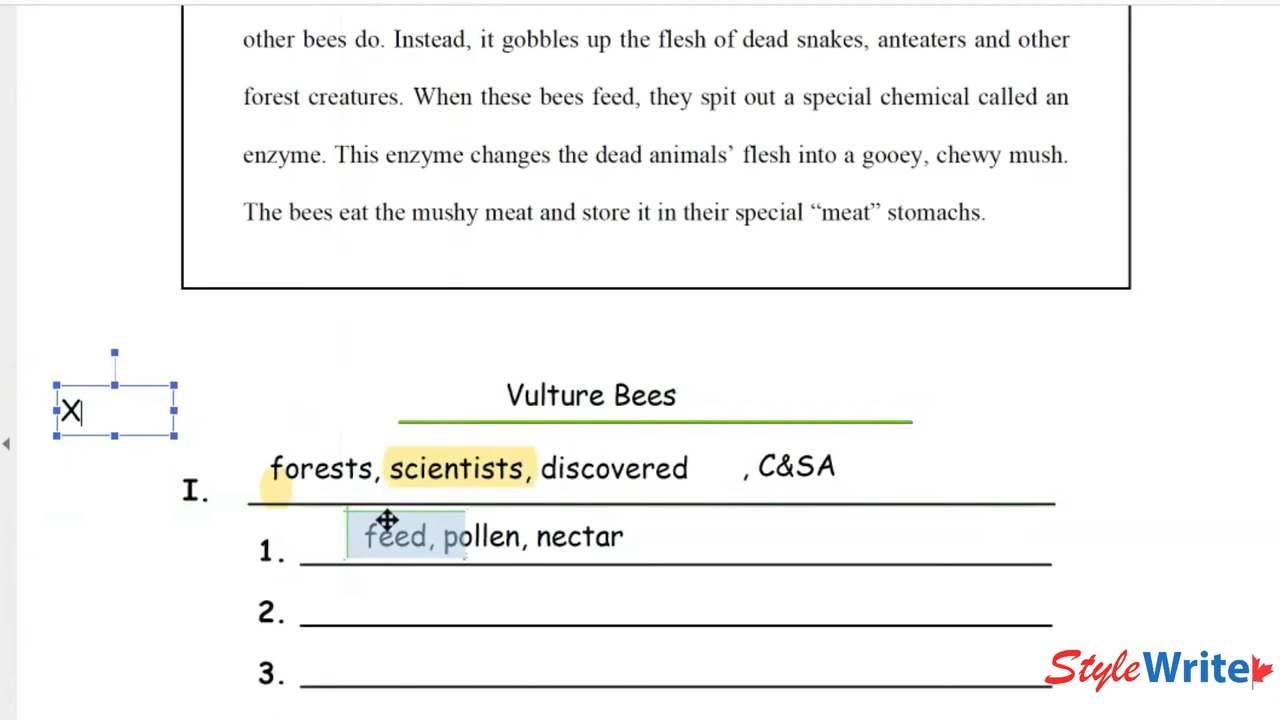 other bees do. Instead, it gobbles up the flesh of dead snakes, anteaters and other
forest creatures. When these bees feed, they spit out a special chemical called an
enzyme. This enzyme changes the dead animals’ flesh into a gooey, chewy mush.
The bees eat the mushy meat and store it in their special “meat” stomachs.
Vulture Bees
X
I. forests, scientists, discovered , C&SA
1. feed, pollen, nectar
2.
3.
StyleWrite